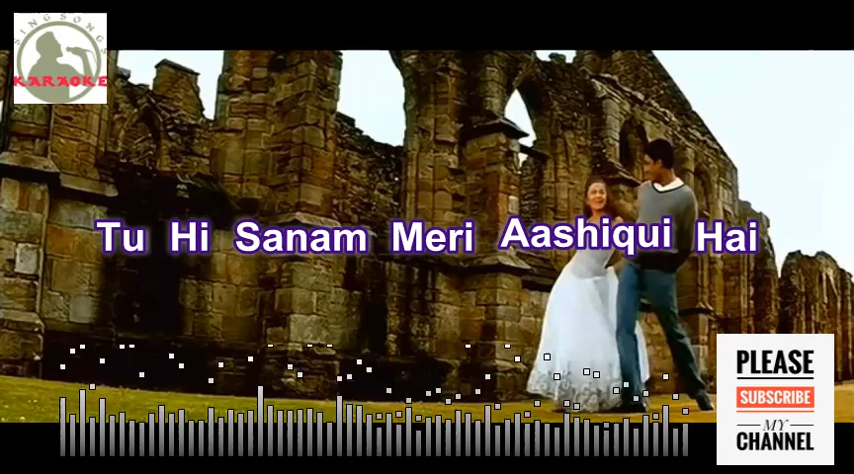 SING SONGS
KARAOKE
Tu Hi Sanam Meri Aashiqui Hai
PLEASE
SUBSCRIBE
MY
CHANNEL